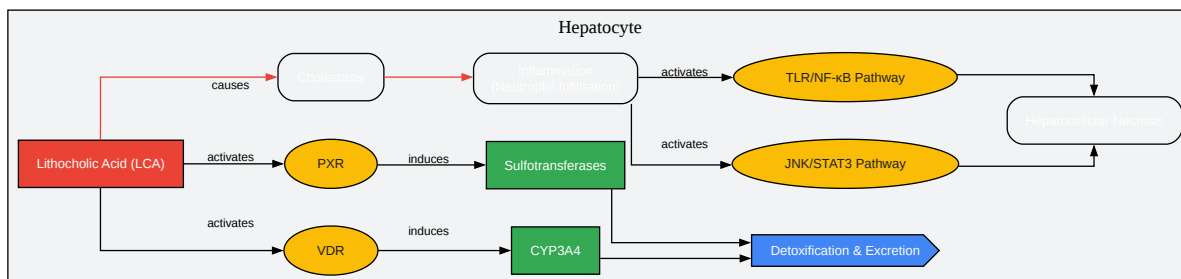 Hepatocyte
causes
Cholestasis
Inflammation
(Neutrophil Infiltration)
activates
TLR/NF-κB Pathway
Hepatocellular Necrosis
Lithocholic Acid (LCA)
activates
PXR
induces
Sulfotransferases
activates
JNK/STAT3 Pathway
activates
VDR
induces
CYP3A4
Detoxification & Excretion